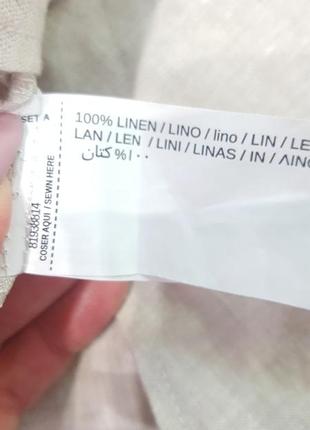 SET A
100% LINEN / LINO / lino / LIN / LE
LAN / LEN / LINI / LINAS / IN / ΛΙΝΟ
١٠٠% كتان
81938814
COSER AQUI / SEWN HERE